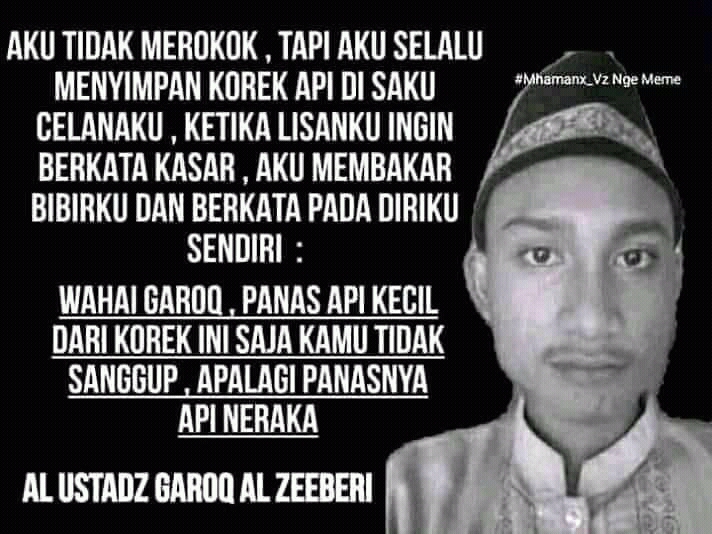 AKU TIDAK MEROKOK , TAPI AKU SELALU
MENYIMPAN KOREK API DI SAKU
CELANAKU , KETIKA LISANKU INGIN
BERKATA KASAR , AKU MEMBAKAR
BIBIRKU DAN BERKATA PADA DIRIKU
SENDIRI :
WAHAI GAROQ , PANAS API KECIL
DARI KOREK INI SAJA KAMU TIDAK
SANGGUP , APALAGI PANASNYA
API NERAKA
AL USTADZ GAROQ AL ZEEBERI
#Mhamanx_Vz Nge Meme